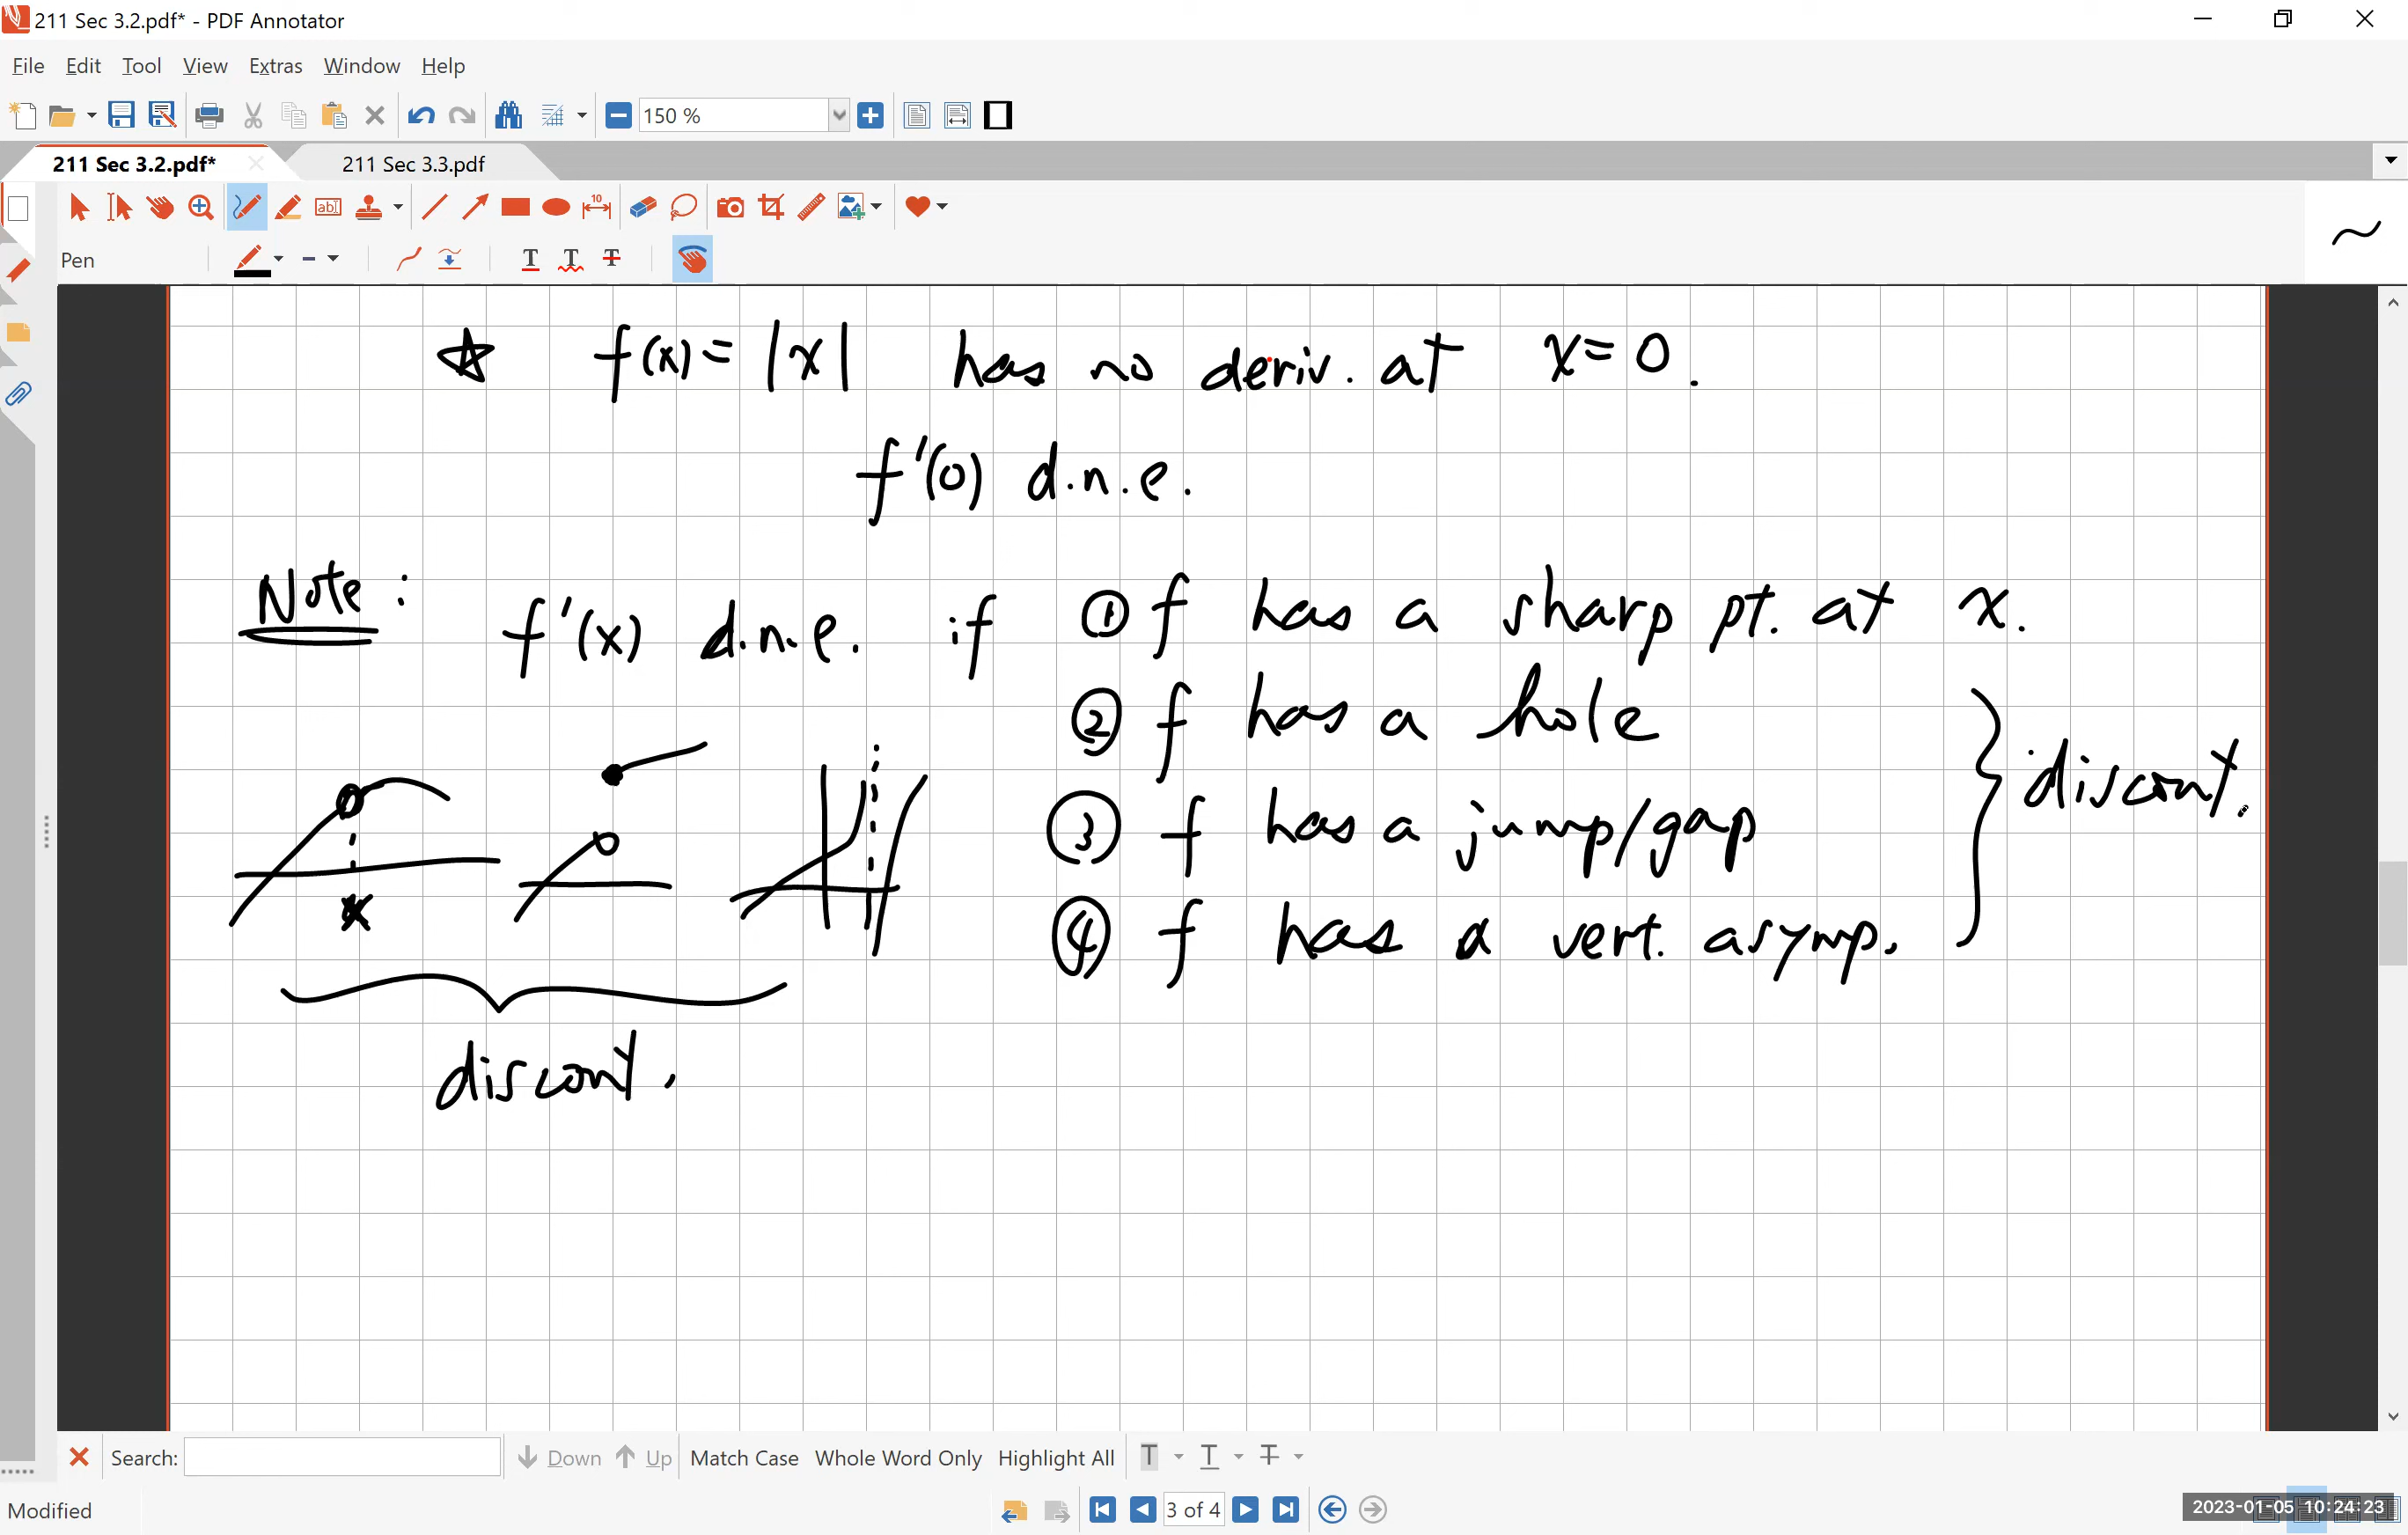 211 Sec 3.2.pdf* - PDF Annotator
File Edit Tool View Extras Window Help
150 %
211 Sec 3.2.pdf* 211 Sec 3.3.pdf
ab 10
Pen T T T
☆ f(x)=|x| has no deriv. at x=0.
f'(0) d.n.e.
Note: f'(x) d.n.e. if ① f has a sharp pt. at x.
② f has a hole
③ f has a jump/gap
④ f has a vert. asymp.
} discont.
x
discont.
Search: Down Up Match Case Whole Word Only Highlight All T T T
Modified 3 of 4 2023-01-05 10:24:23